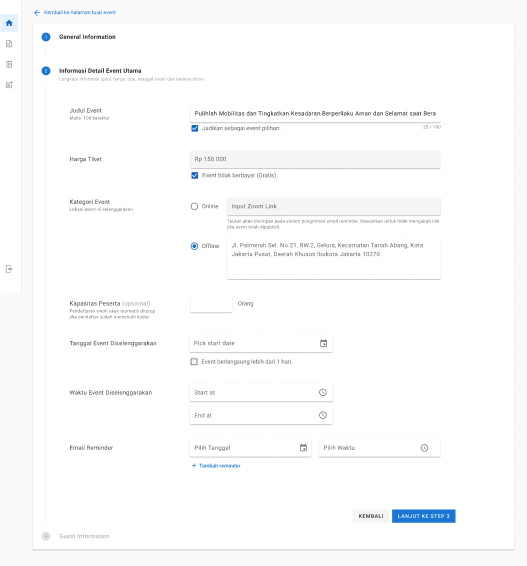 Kembali ke halaman buat event
1 General Information
2 Informasi Detail Event Utama
Lengkapi informasi judul, harga, tipe, tanggal event dan lainnya disini.
Judul Event
Maks. 100 karakter
Pulihlah Mobilitas dan Tingkatkan Kesadaran Berperilaku Aman dan Selamat saat Bera-
Jadikan sebagai event pilihan.
/ 100
Harga Tiket
Rp 150.000
Event tidak berbayar (Gratis).
Kategori Event
Lokasi event di selenggarakan
Online
Input Zoom Link
Tautan akan disimpan pada sistem pengiriman email reminder, disarankan untuk tidak mengubah link
jika event telah dipublish.
Offline
Jl. Palmerah Sel. No.21, RW.2, Gelora, Kecamatan Tanah Abang, Kota
Jakarta Pusat, Daerah Khusus Ibukota Jakarta 10270
Kapasitas Peserta (opsional)
Pendaftaran event akan otomatis ditutup
jika pendaftar sudah memenuhi kuota
Orang
Tanggal Event Diselenggarakan
Pick start date
Event berlangsung lebih dari 1 hari.
Waktu Event Diselenggarakan
Start at
End at
Email Reminder
Pilih Tanggal
Pilih Waktu
+ Tambah reminder
KEMBALI
LANJUT KE STEP 3
Guest Information